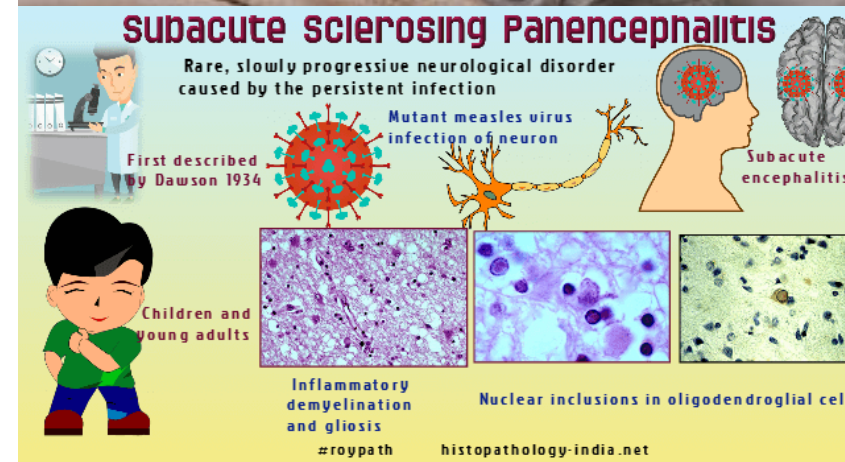 Subacute Sclerosing Panencephalitis
Rare, slowly progressive neurological disorder
caused by the persistent infection
Mutant measles virus
infection of neuron
First described
by Dawson 1934
Subacute
encephalitis
Children and
young adults
Inflammatory
demyelination
and gliosis
Nuclear inclusions in oligodendroglial cel
#roypath
histopathology-india.net